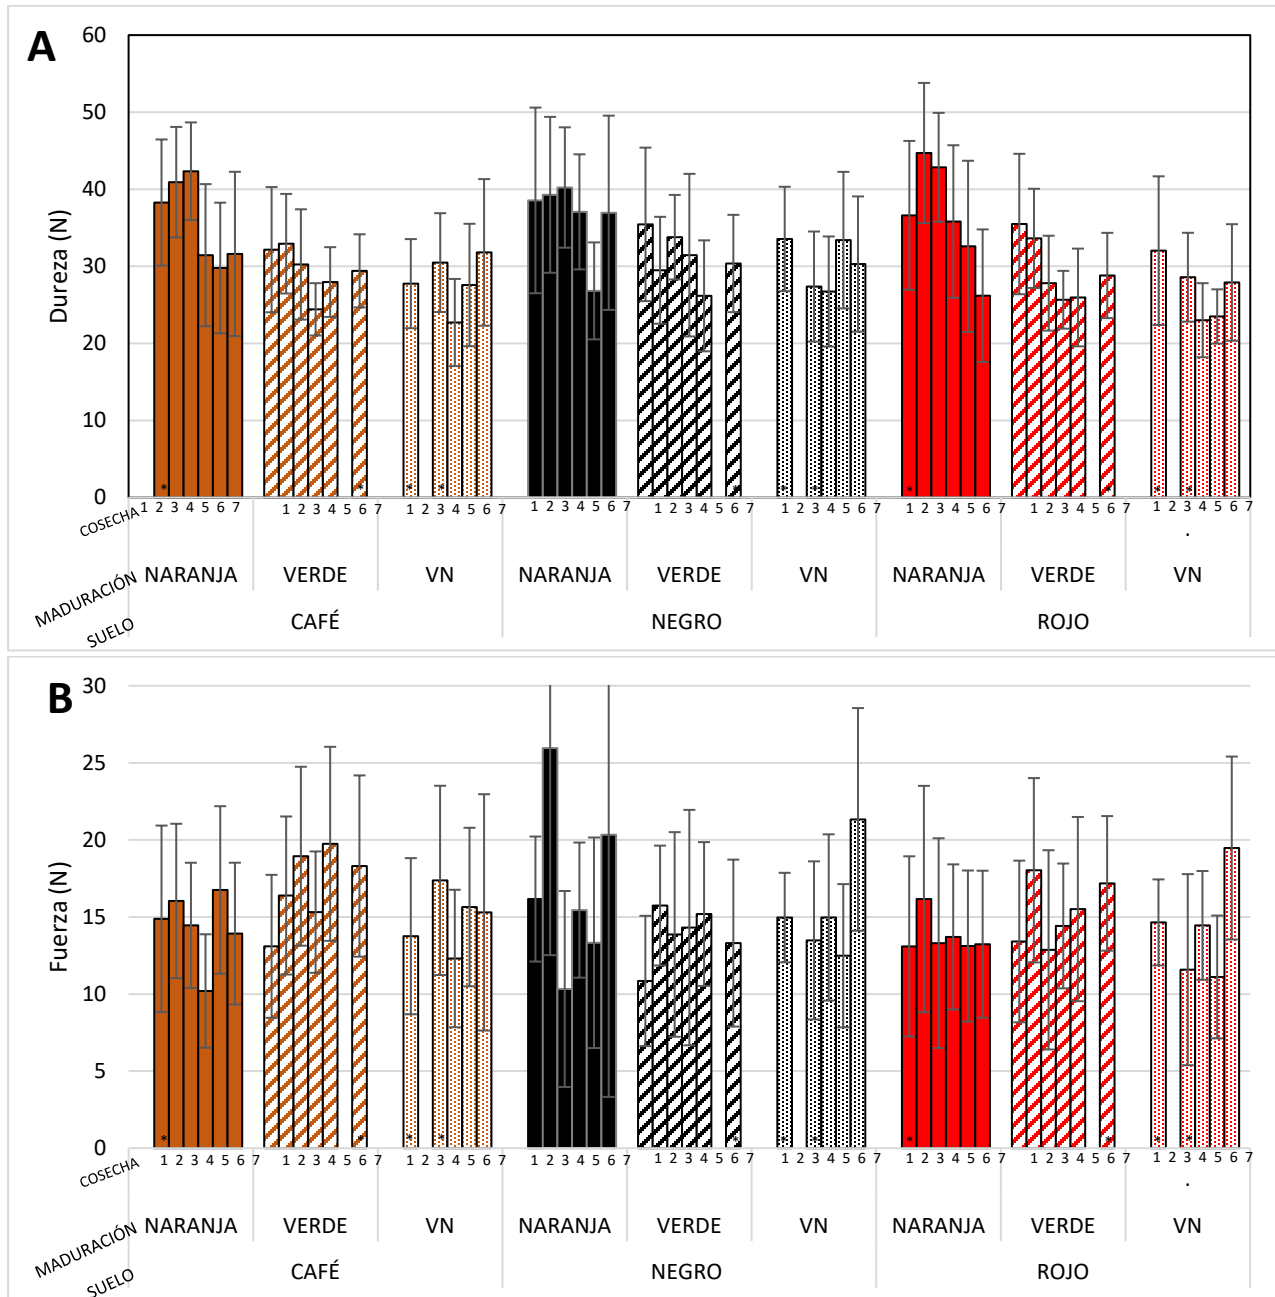 A
60
50
40
30
20
10
0
Dureza (N)
* * * * * * * * * * *
COSECHA 1 2 3 4 5 6 7 1 2 3 4 5 6 7 1 2 3 4 5 6 7 1 2 3 4 5 6 7 1 2 3 4 5 6 7 1 2 3 4 5 6 7 1 2 3 4 5 6 7 1 2 3 4 5 6 7 1 2 3 4 5 6 7
.
MADURACIÓN NARANJA VERDE VN NARANJA VERDE VN NARANJA VERDE VN
SUELO CAFÉ NEGRO ROJO
B
30
25
20
15
10
5
0
Fuerza (N)
* * * * * * * * * * *
COSECHA 1 2 3 4 5 6 7 1 2 3 4 5 6 7 1 2 3 4 5 6 7 1 2 3 4 5 6 7 1 2 3 4 5 6 7 1 2 3 4 5 6 7 1 2 3 4 5 6 7 1 2 3 4 5 6 7 1 2 3 4 5 6 7
.
MADURACIÓN NARANJA VERDE VN NARANJA VERDE VN NARANJA VERDE VN
SUELO CAFÉ NEGRO ROJO